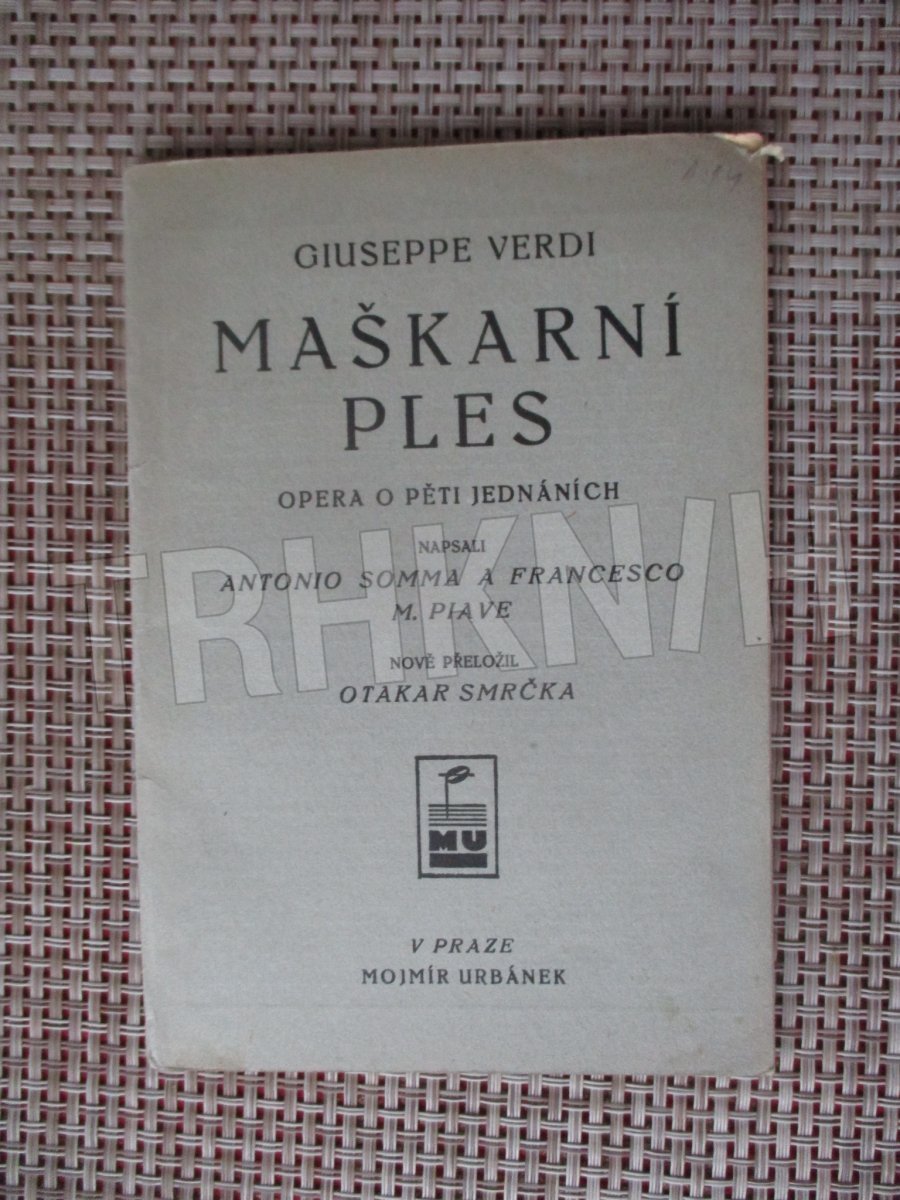 GIUSEPPE VERDI
MAŠKARNÍ
PLES
OPERA O PĚTI JEDNÁNÍCH
NAPSALI
ANTONIO SOMMA A FRANCESCO
M. PIAVE
NOVĚ PŘELOŽIL
OTAKAR SMRČKA
MU
V PRAZE
MOJMÍR URBÁNEK